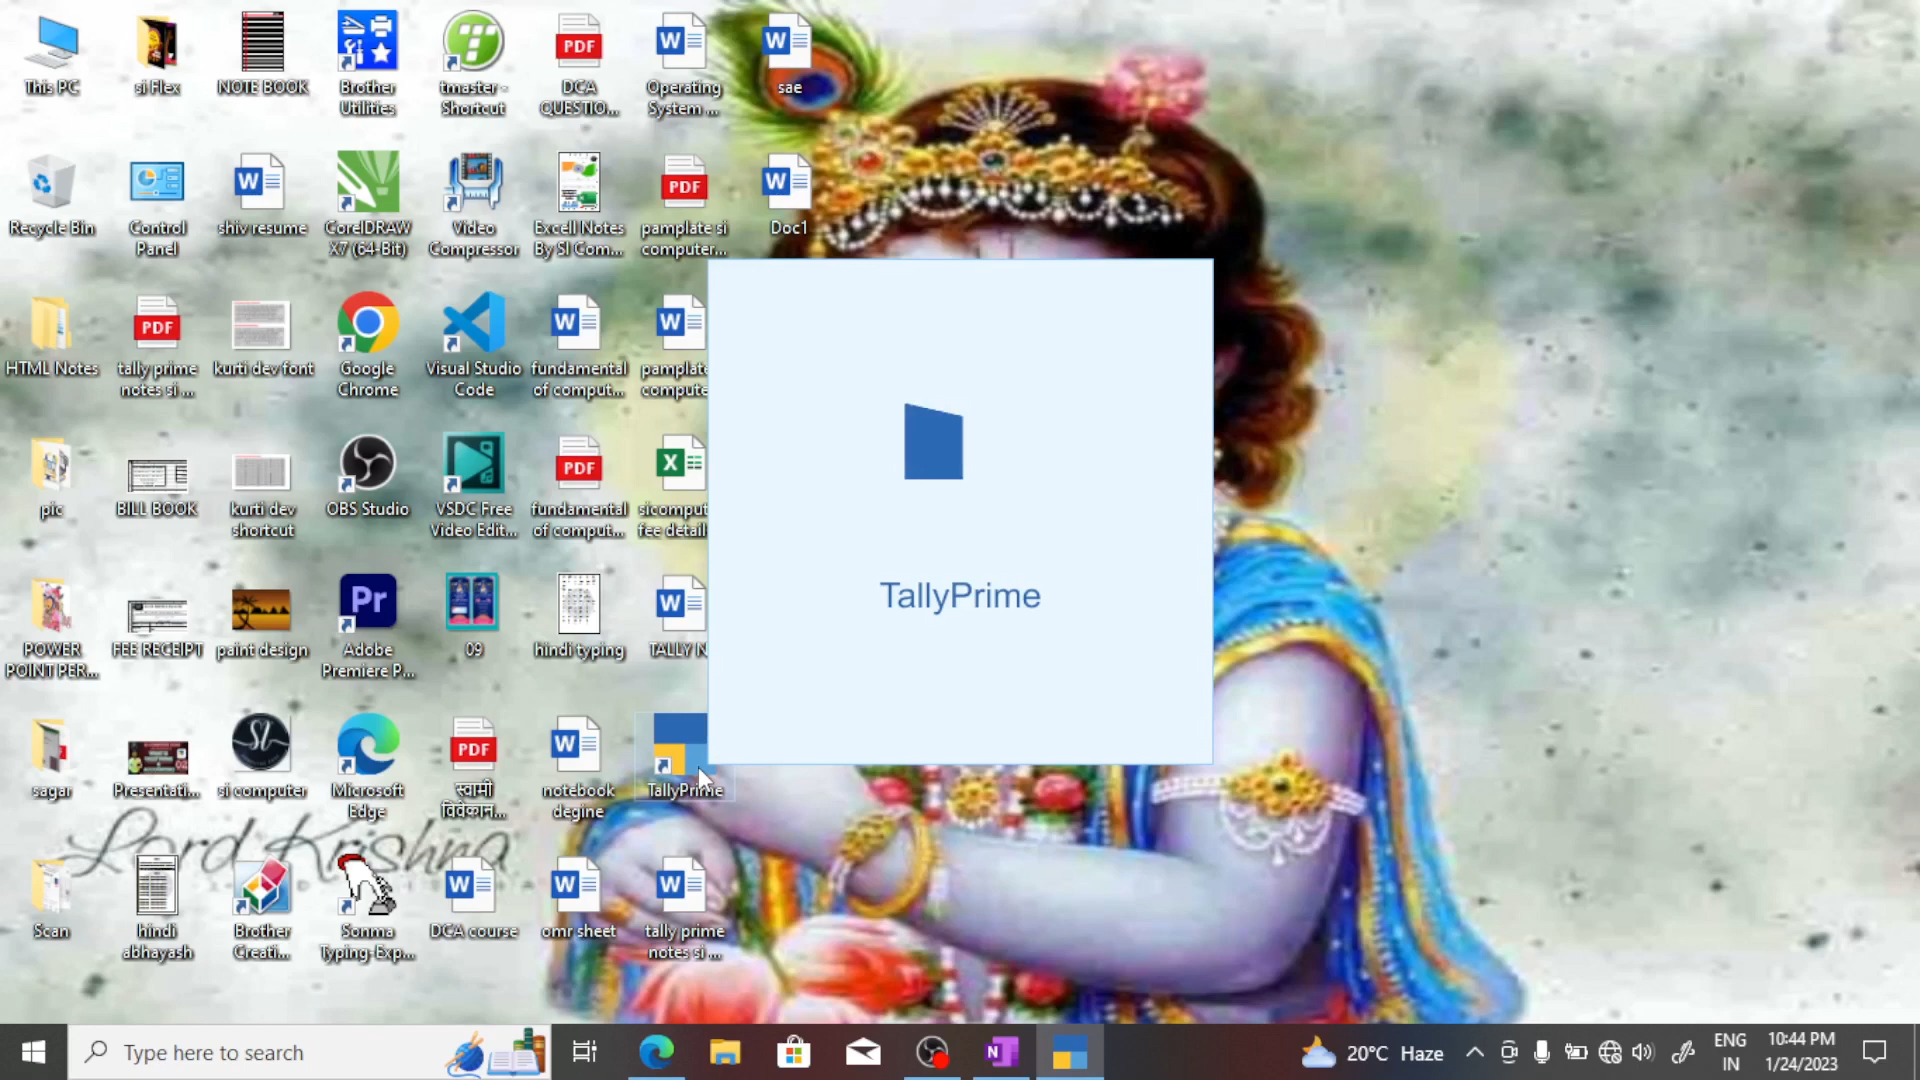 This PC
si Flex
NOTE BOOK
Brother
Utilities
tmaster -
Shortcut
PDF
DCA
QUESTIO...
Operating
System ...
sae
Recycle Bin
Control
Panel
shiv resume
CorelDRAW
X7 (64-Bit)
Video
Compressor
Excell Notes
By SI Com...
PDF
pamplate si
computer...
Doc1
HTML Notes
PDF
tally prime
notes si ...
kurti dev font
Google
Chrome
Visual Studio
Code
fundamental
of comput...
pamplate
compute
pic
BILL BOOK
kurti dev
shortcut
OBS Studio
VSDC Free
Video Edit...
PDF
fundamental
of comput...
sicomput
fee detail
POWER
POINT PER...
FEE RECEIPT
paint design
Pr
Adobe
Premiere P...
09
hindi typing
TALLY N
TallyPrime
sagar
Presentati...
si computer
Microsoft
Edge
PDF
स्वामी
विवेकान...
notebook
degine
TallyPrime
Lord Krishna
Scan
hindi
abhayash
Brother
Creati...
Sonma
Typing-Exp...
DCA course
omr sheet
tally prime
notes si ...
Type here to search
20°C Haze
ENG
IN
10:44 PM
1/24/2023